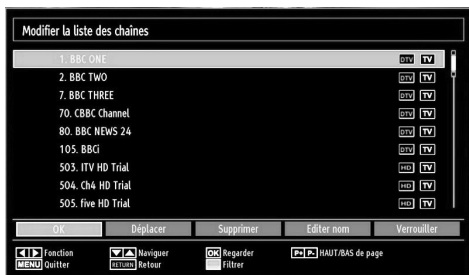 Modifier la liste des chaînes
1. BBC ONE DTV TV
2. BBC TWO DTV TV
7. BBC THREE DTV TV
70. CBBC Channel DTV TV
80. BBC NEWS 24 DTV TV
105. BBCi DTV TV
503. ITV HD Trial HD TV
504. Ch4 HD Trial HD TV
505. five HD Trial HD TV
OK Déplacer Supprimer Editer nom Verrouiller
Fonction Naviguer OK Regarder P+ P- HAUT/BAS de page
MENU Quitter RETURN Retour Filtrer